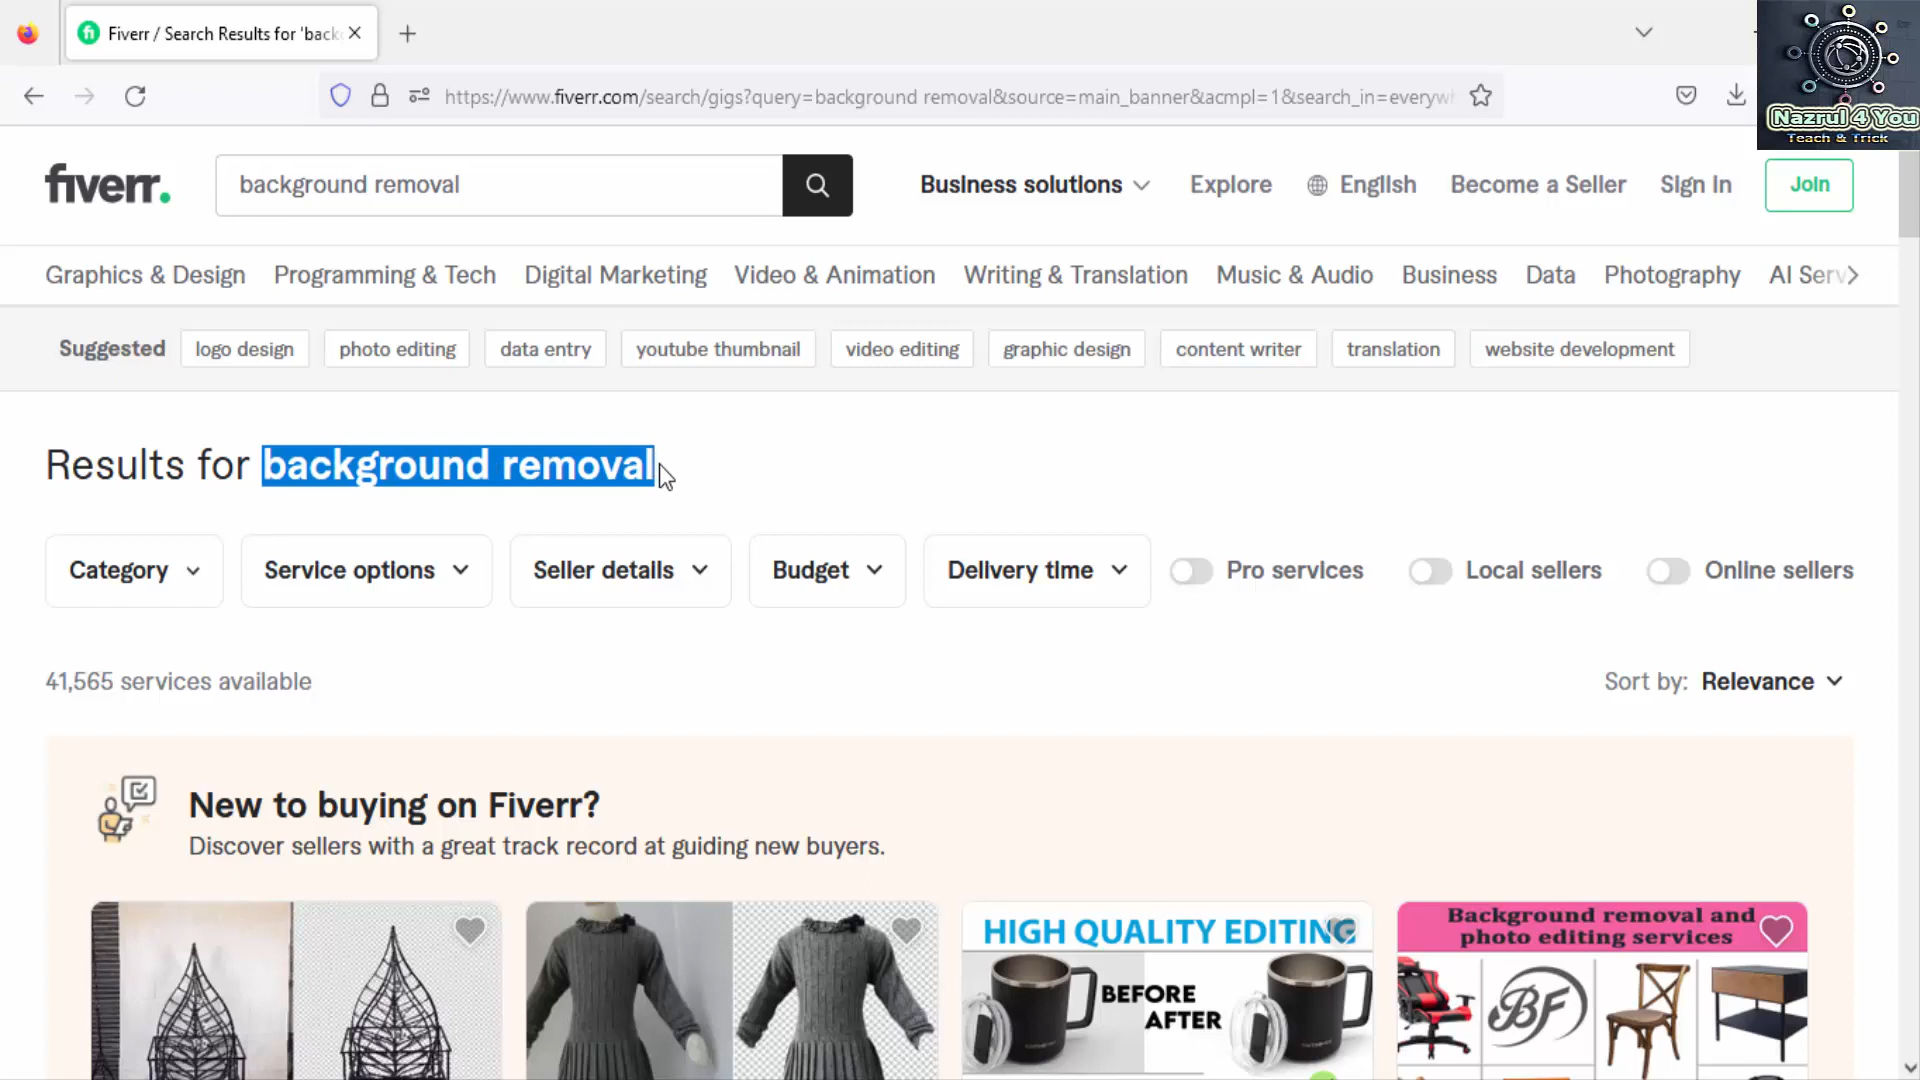 Fiverr / Search Results for 'back
https://www.fiverr.com/search/gigs?query=background removal&source=main_banner&acmpl=1&search_in=everyw
Nazrul 4 You
Teach & Trick
fiverr.
background removal
Business solutions
Explore
English
Become a Seller
Sign In
Join
Graphics & Design
Programming & Tech
Digital Marketing
Video & Animation
Writing & Translation
Music & Audio
Business
Data
Photography
AI Serv
Suggested
logo design
photo editing
data entry
youtube thumbnail
video editing
graphic design
content writer
translation
website development
Results for background removal
Category
Service options
Seller details
Budget
Delivery time
Pro services
Local sellers
Online sellers
41,565 services available
Sort by: Relevance
New to buying on Fiverr?
Discover sellers with a great track record at guiding new buyers.
HIGH QUALITY EDITING
BEFORE
AFTER
Background removal and
photo editing services
BF